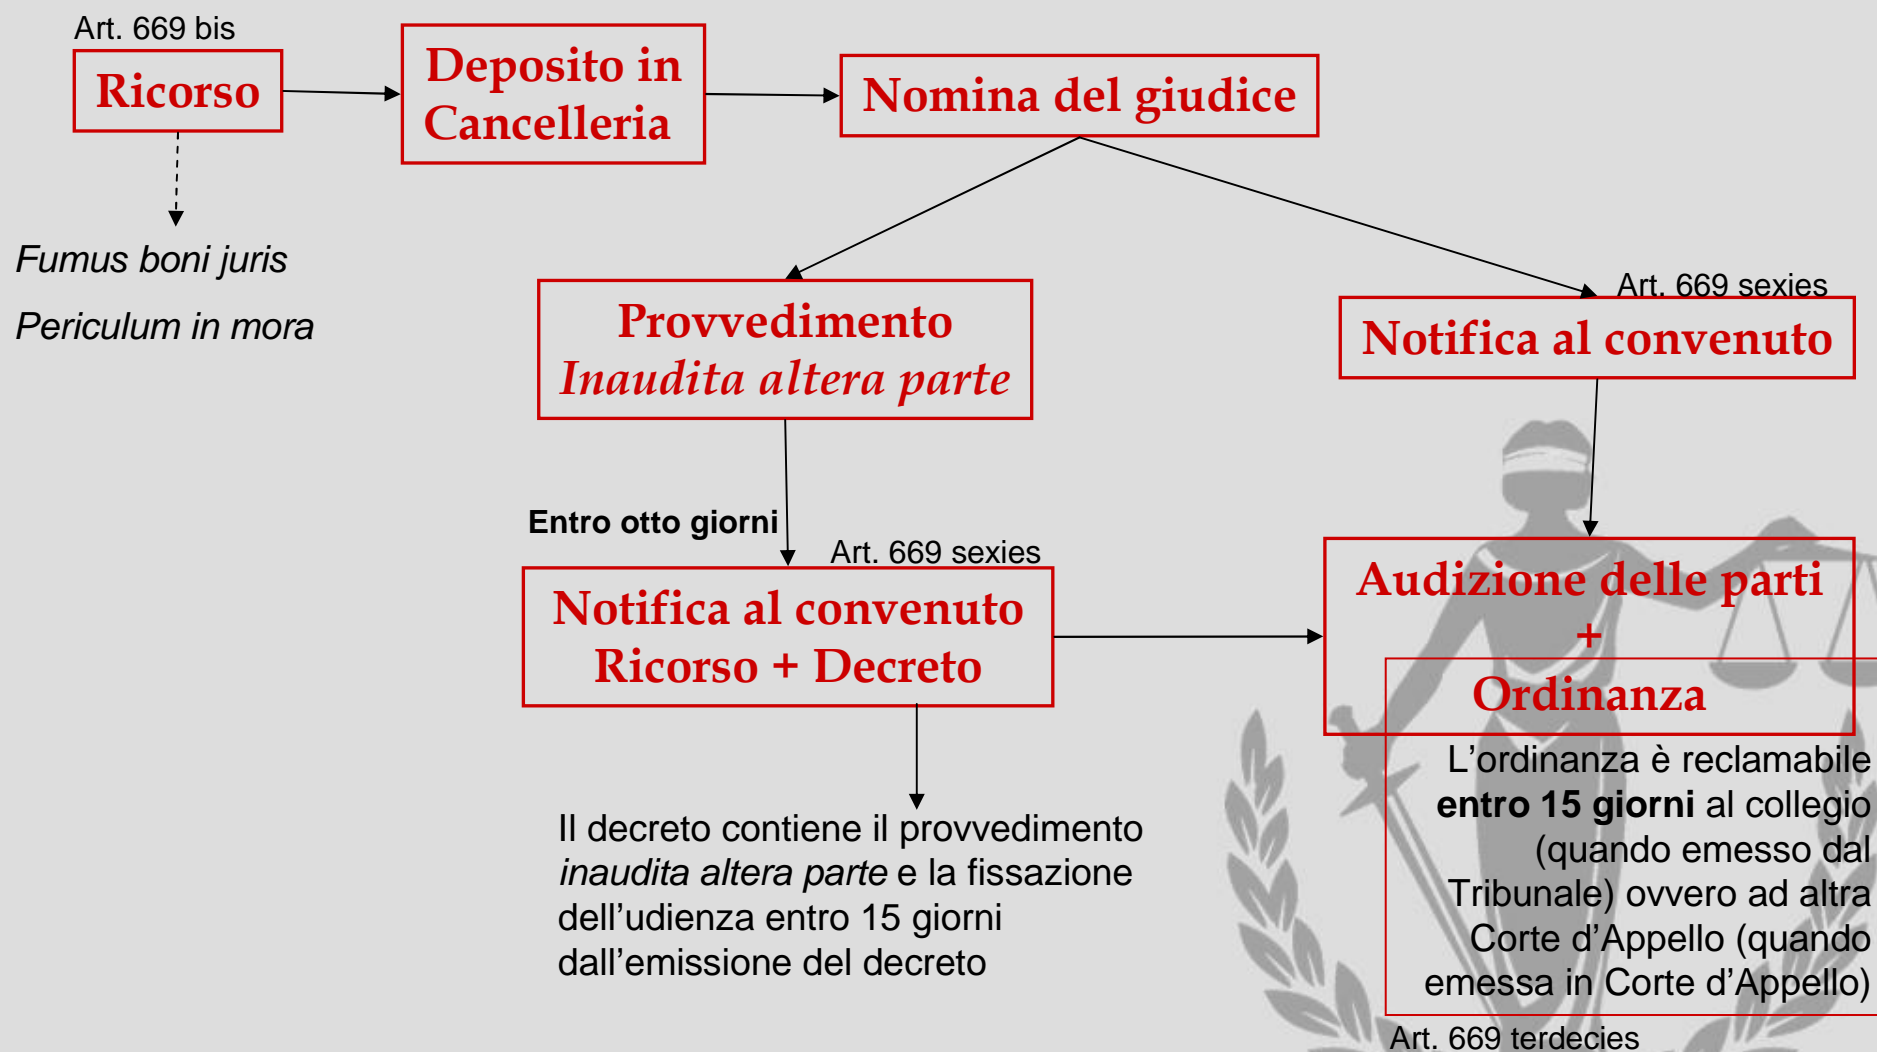 Art. 669 bis
Ricorso
Deposito in
Cancelleria
Nomina del giudice
Fumus boni juris
Periculum in mora
Provvedimento
Inaudita altera parte
Art. 669 sexies
Notifica al convenuto
Entro otto giorni
Art. 669 sexies
Notifica al convenuto
Ricorso + Decreto
Audizione delle parti
+
Ordinanza
Il decreto contiene il provvedimento
inaudita altera parte e la fissazione
dell’udienza entro 15 giorni
dall’emissione del decreto
L’ordinanza è reclamabile
entro 15 giorni al collegio
(quando emesso dal
Tribunale) ovvero ad altra
Corte d’Appello (quando
emessa in Corte d’Appello)
Art. 669 terdecies